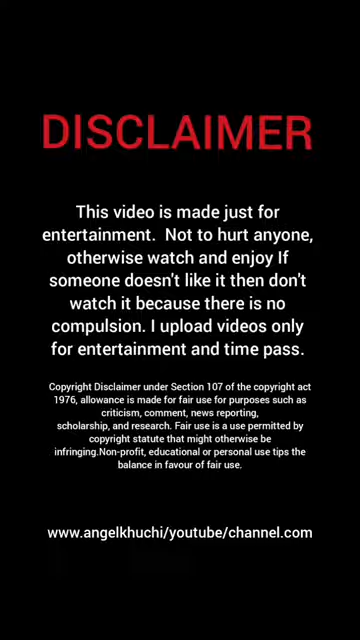 DISCLAIMER
This video is made just for
entertainment.  Not to hurt anyone,
otherwise watch and enjoy If
someone doesn't like it then don't
watch it because there is no
compulsion. I upload videos only
for entertainment and time pass.
Copyright Disclaimer under Section 107 of the copyright act
1976, allowance is made for fair use for purposes such as
criticism, comment, news reporting,
scholarship, and research. Fair use is a use permitted by
copyright statute that might otherwise be
infringing.Non-profit, educational or personal use tips the
balance in favour of fair use.
www.angelkhuchi/youtube/channel.com